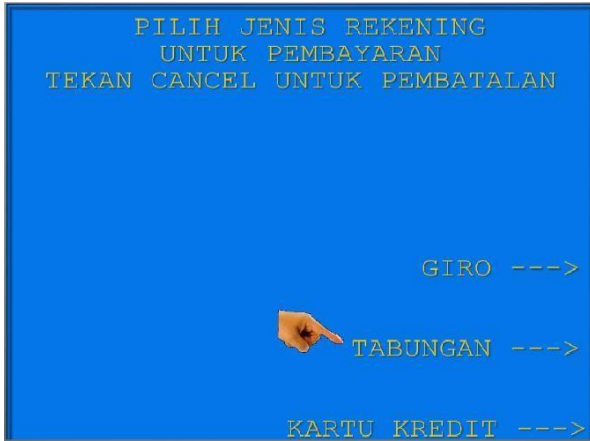 PILIH JENIS REKENING
UNTUK PEMBAYARAN
TEKAN CANCEL UNTUK PEMBATALAN
GIRO --->
TABUNGAN --->
KARTU KREDIT --->